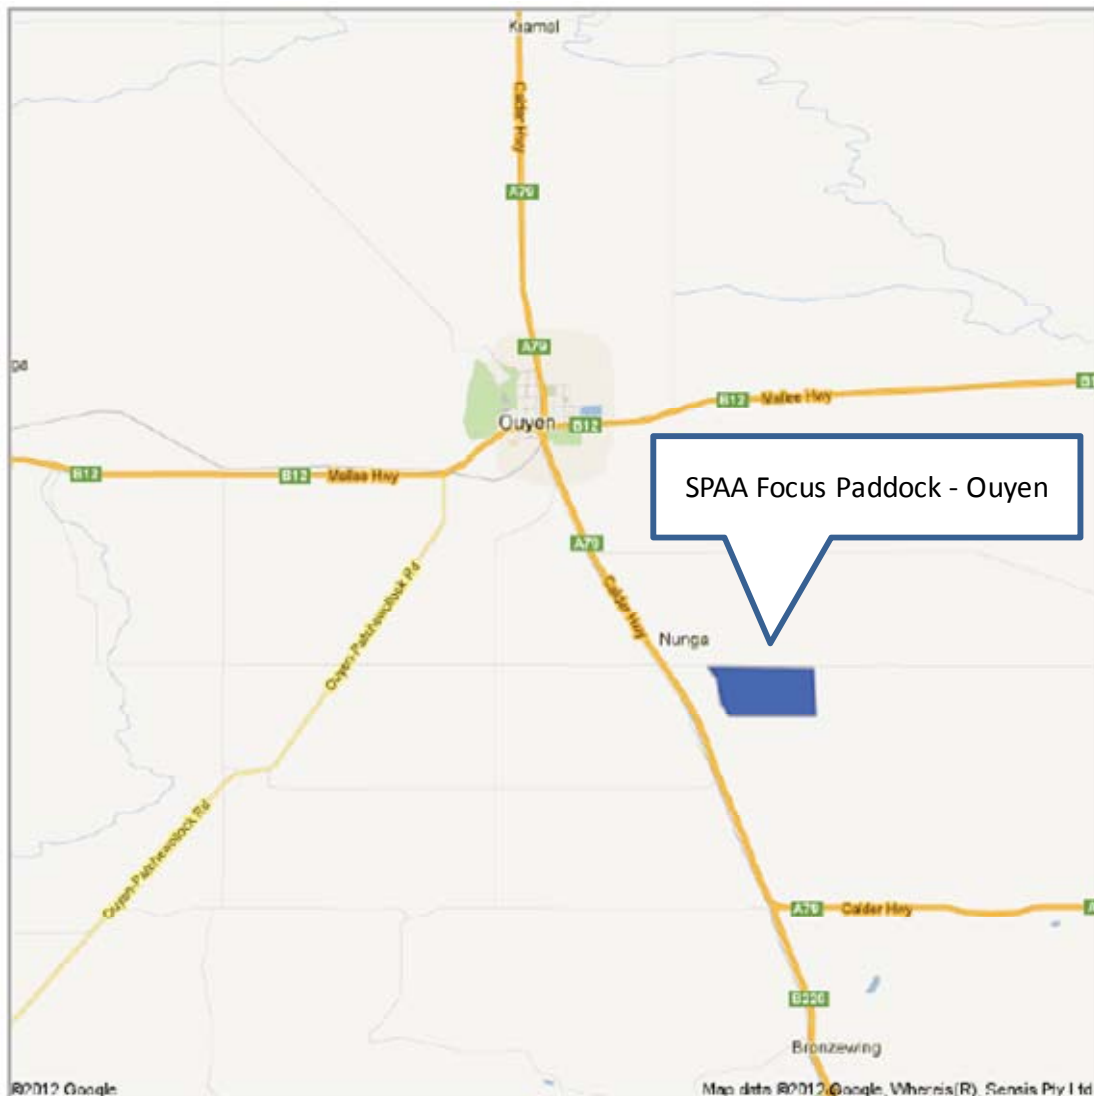 Kiamal
Calder Hwy
A79
A79
ga
Ouyen
B12
B12
Mallee Hwy
B12
B12
Mallee Hwy
SPAA Focus Paddock - Ouyen
A79
Calder Hwy
Ouyen-Patchewollock Rd
Nunga
Ouyen-Patchewollock Rd
A79
Calder Hwy
B220
Bronzewing
©2012 Google
Map data ©2012 Google, Whereis(R), Sensis Pty Ltd